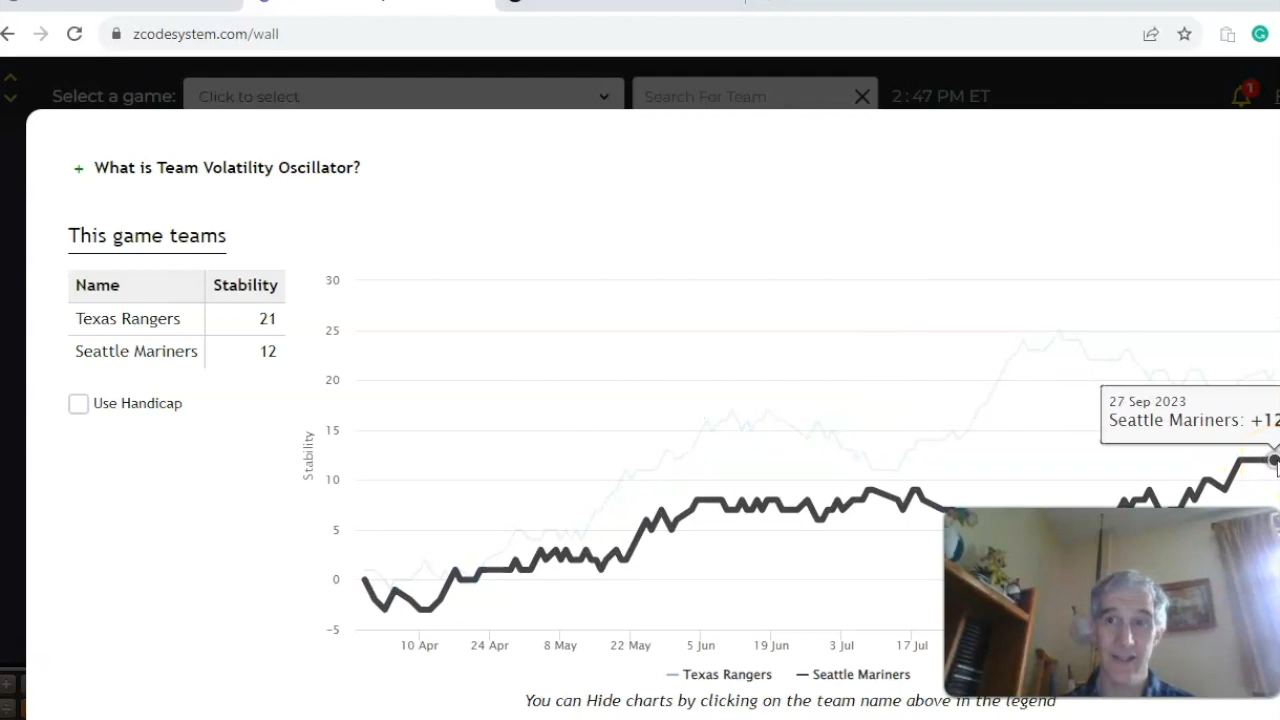 zcodesystem.com/wall
Select a game:
Click to select
Search For Team
2:47 PM ET
1
+ What is Team Volatility Oscillator?
This game teams
Name Stability
Texas Rangers 21
Seattle Mariners 12
Use Handicap
Stability
30
25
20
15
10
5
0
-5
27 Sep 2023
Seattle Mariners: +12
10 Apr 24 Apr 8 May 22 May 5 Jun 19 Jun 3 Jul 17 Jul
Texas Rangers Seattle Mariners
You can Hide charts by clicking on the team name above in the legend